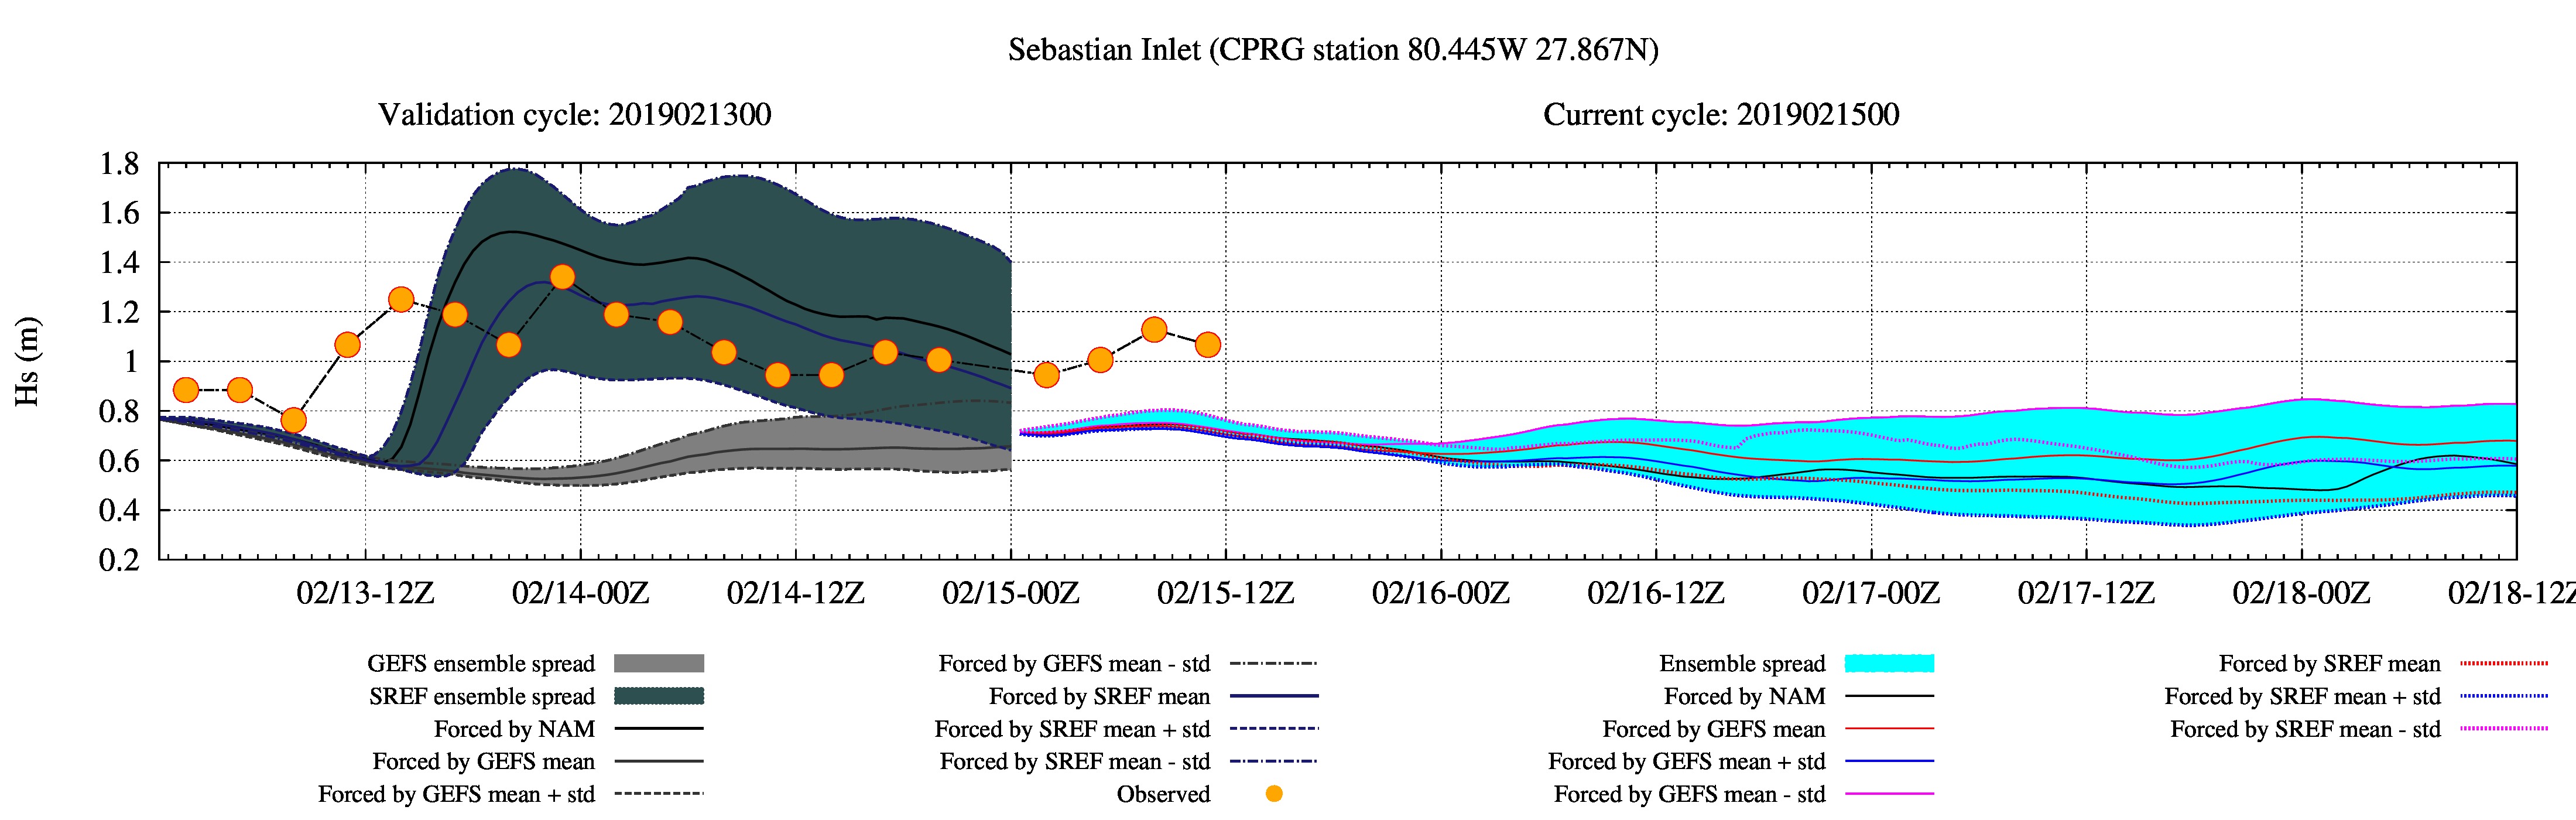 Sebastian Inlet (CPRG station 80.445W 27.867N)
Validation cycle: 2019021300
Current cycle: 2019021500
Hs (m)
1.8
1.6
1.4
1.2
1
0.8
0.6
0.4
0.2
02/13-12Z 02/14-00Z 02/14-12Z 02/15-00Z 02/15-12Z 02/16-00Z 02/16-12Z 02/17-00Z 02/17-12Z 02/18-00Z 02/18-12Z
GEFS ensemble spread
SREF ensemble spread
Forced by NAM
Forced by GEFS mean
Forced by GEFS mean + std
Forced by GEFS mean - std
Forced by SREF mean
Forced by SREF mean + std
Forced by SREF mean - std
Observed
Ensemble spread
Forced by NAM
Forced by GEFS mean
Forced by GEFS mean + std
Forced by GEFS mean - std
Forced by SREF mean
Forced by SREF mean + std
Forced by SREF mean - std